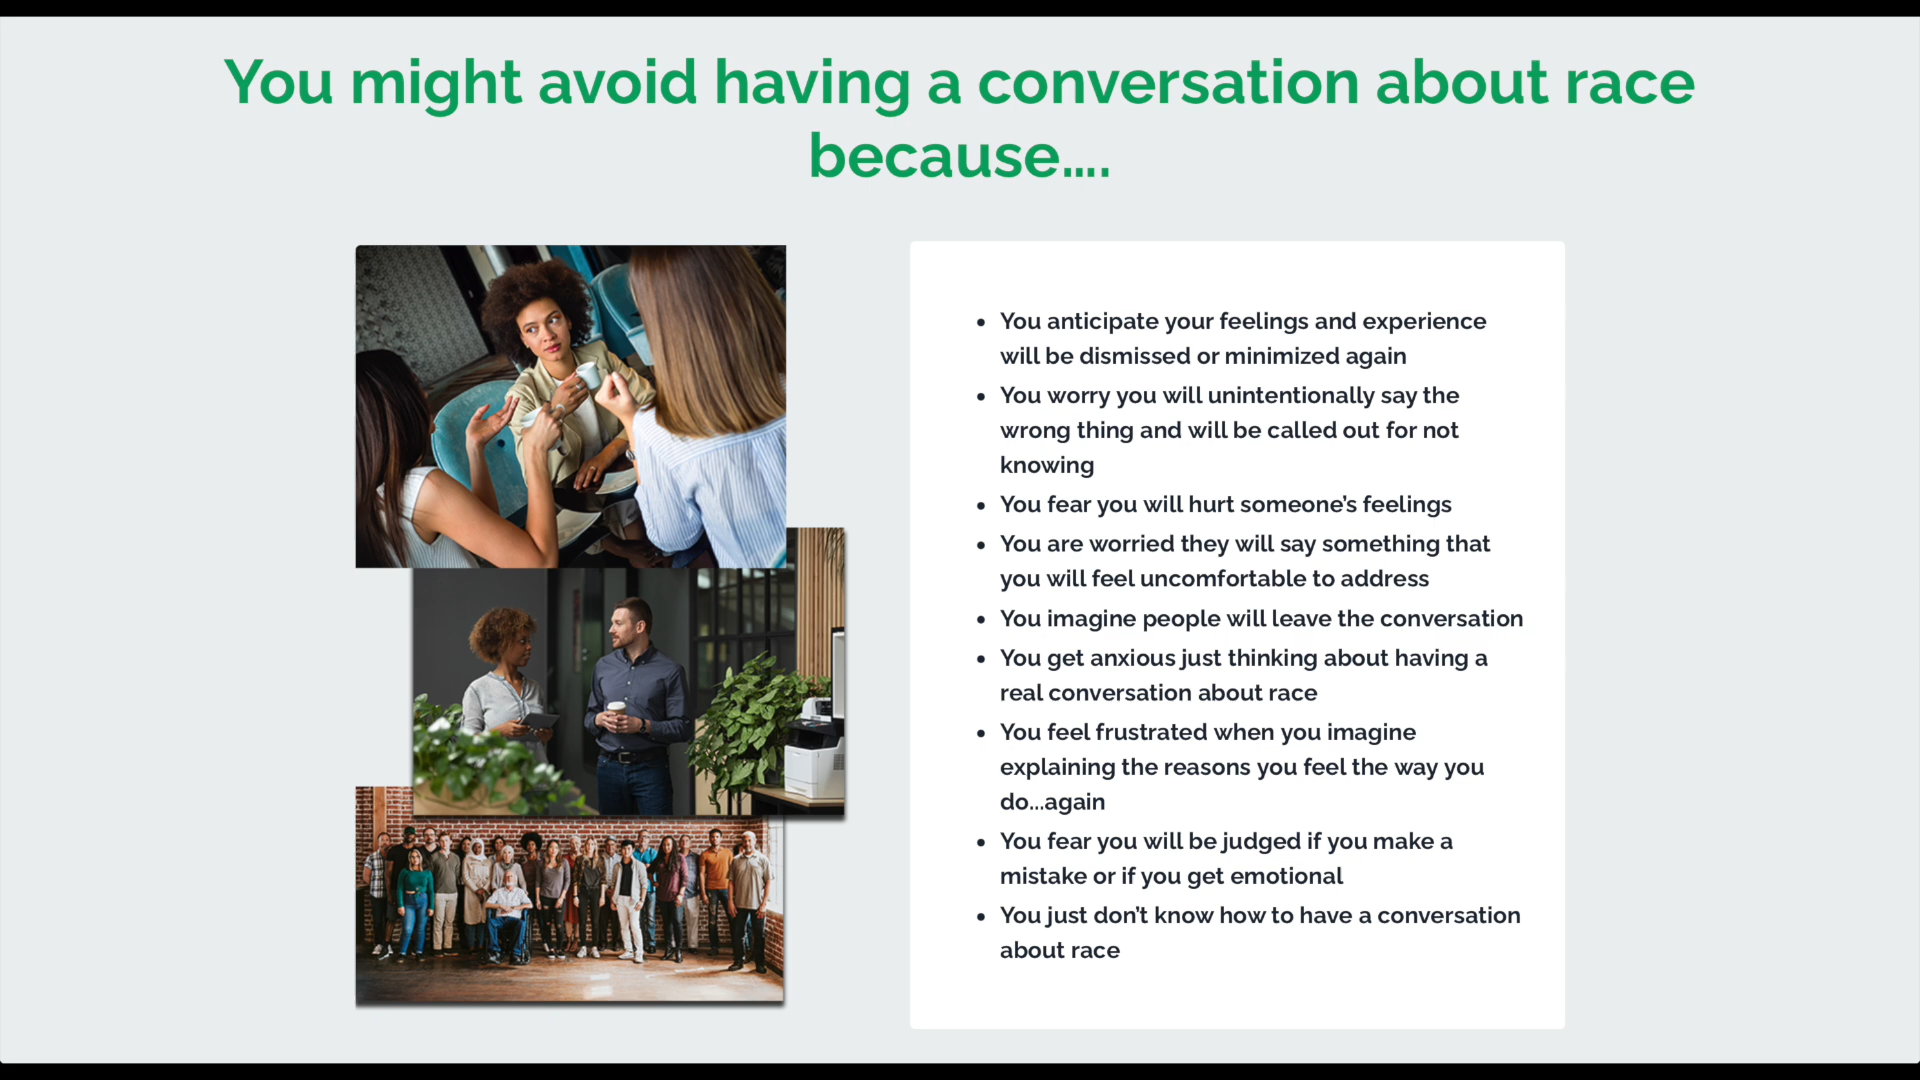 You might avoid having a conversation about race
because....
• You anticipate your feelings and experience
will be dismissed or minimized again
• You worry you will unintentionally say the
wrong thing and will be called out for not
knowing
• You fear you will hurt someone’s feelings
• You are worried they will say something that
you will feel uncomfortable to address
• You imagine people will leave the conversation
• You get anxious just thinking about having a
real conversation about race
• You feel frustrated when you imagine
explaining the reasons you feel the way you
do...again
• You fear you will be judged if you make a
mistake or if you get emotional
• You just don’t know how to have a conversation
about race